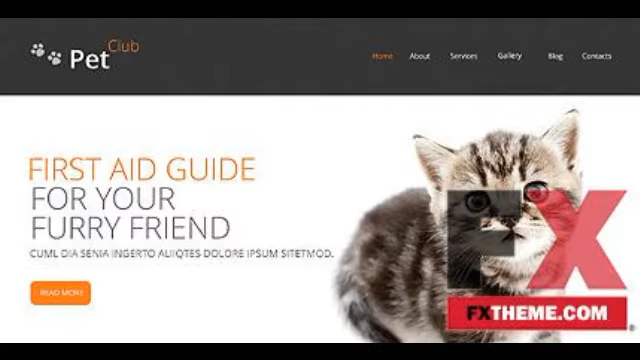 Club
Pet
Home About Services Gallery Blog Contacts
FIRST AID GUIDE
FOR YOUR
FURRY FRIEND
CUML DIA SENIA INGERTO ALIIQTES DOLORE IPSUM SITETMOD.
READ MORE
FX
FXTHEME.COM
®